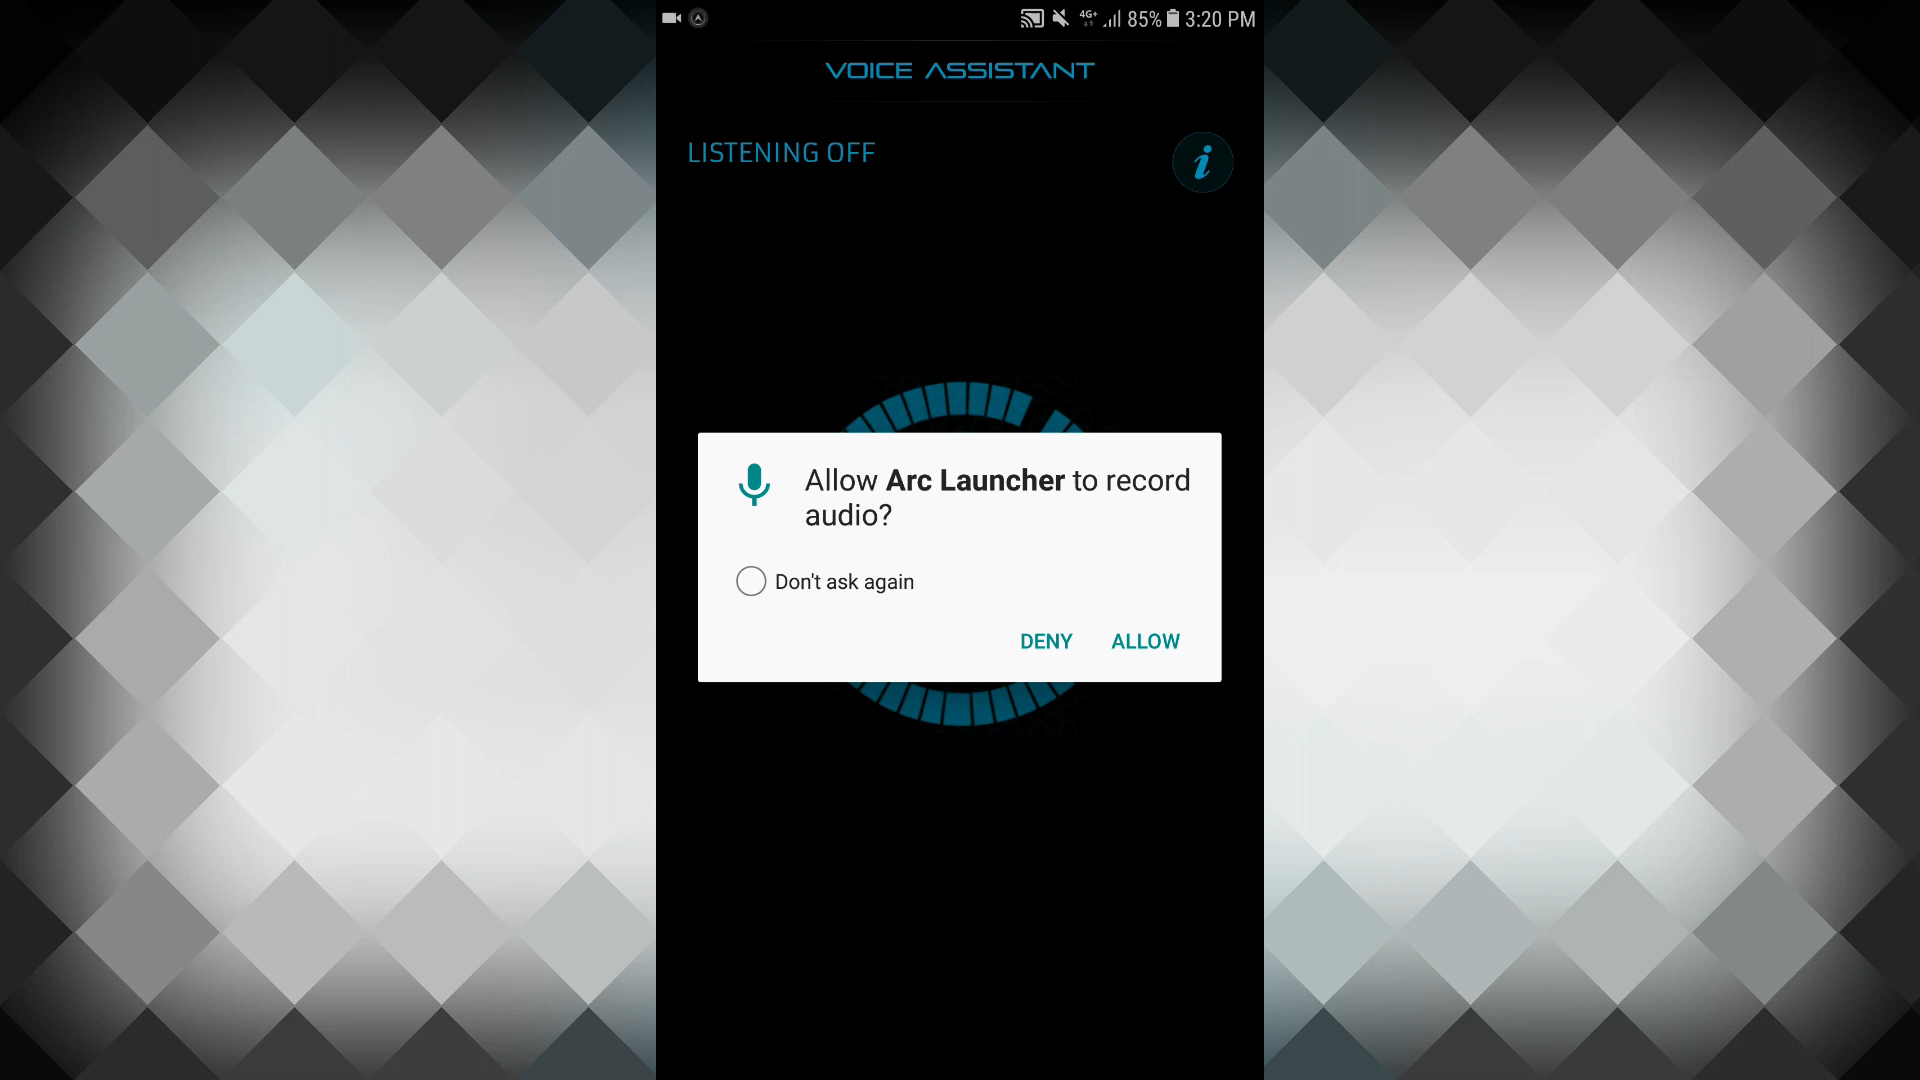 4G+ 85% 3:20 PM
VOICE ASSISTANT
LISTENING OFF
i
Allow Arc Launcher to record
audio?
Don't ask again
DENY ALLOW